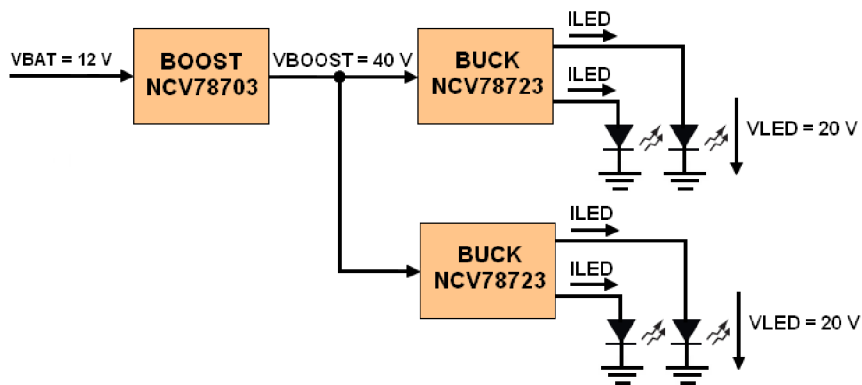 ILED
VBAT = 12 V
BOOST
NCV78703
VBOOST = 40 V
BUCK
NCV78723
ILED
VLED = 20 V
ILED
BUCK
NCV78723
ILED
VLED = 20 V